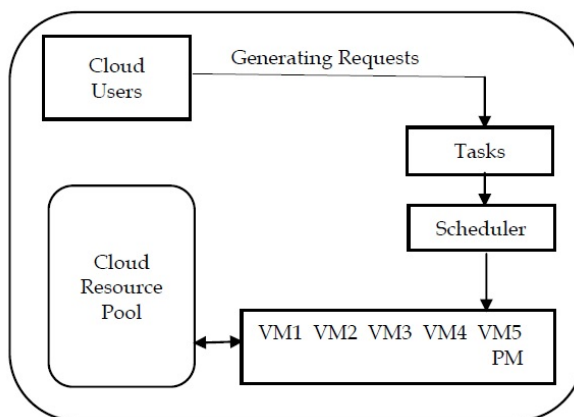 Cloud
Users
Generating Requests
Tasks
Scheduler
Cloud
Resource
Pool
VM1 VM2 VM3 VM4 VM5
PM